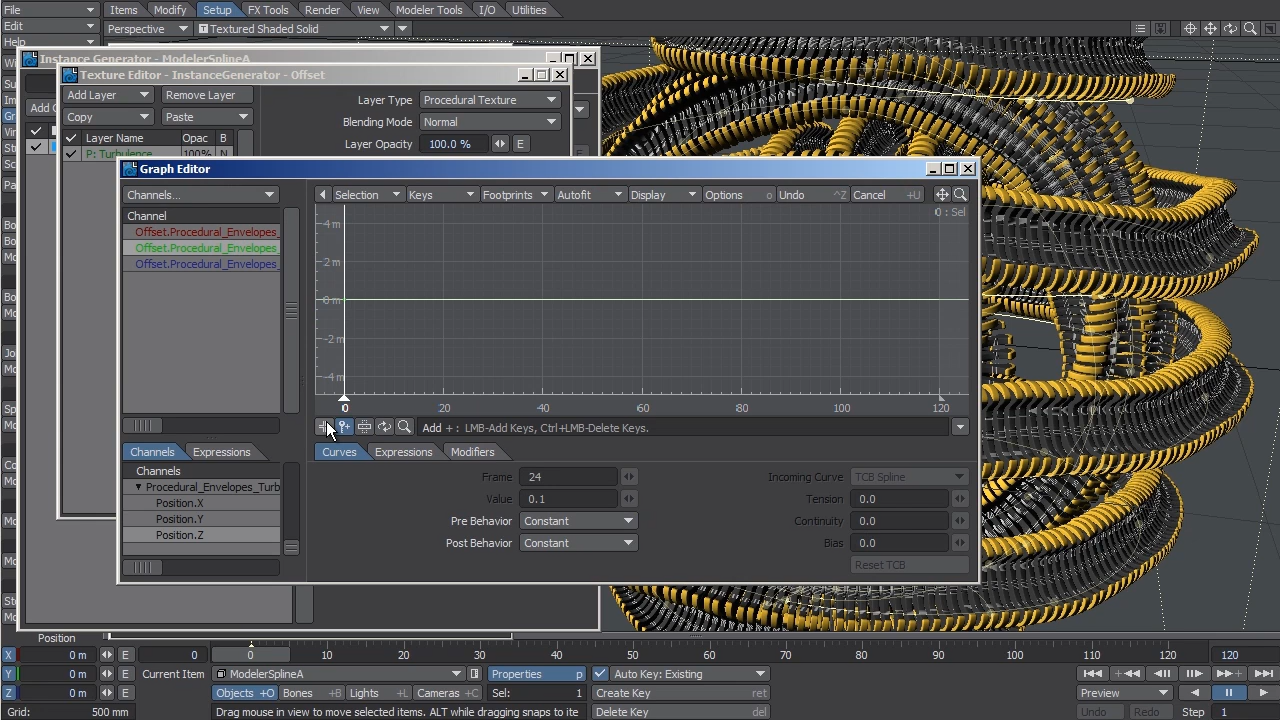 File Items Modify Setup FX Tools Render View Modeler Tools I/O Utilities
Edit Perspective Textured Shaded Solid
Help
Instance Generator - ModelerSplineA
Texture Editor - InstanceGenerator - Offset
Add Layer Remove Layer Layer Type Procedural Texture
Copy Paste Blending Mode Normal
Layer Name Opac B Layer Opacity 100.0 % E
P: Turbulence 100% N
Graph Editor
Channels... Selection Keys Footprints Autofit Display Options o Undo ^Z Cancel +U
Channel 0 : Sel
Offset.Procedural_Envelopes_
Offset.Procedural_Envelopes_
Offset.Procedural_Envelopes_
4 m
2 m
0 m
-2 m
-4 m
0 20 40 60 80 100 120
Add + : LMB-Add Keys, Ctrl+LMB-Delete Keys.
Channels Expressions Curves Expressions Modifiers
Channels Frame 24 Incoming Curve TCB Spline
Procedural_Envelopes_Turb
Position.X Value 0.1 Tension 0.0
Position.Y Pre Behavior Constant Continuity 0.0
Position.Z Post Behavior Constant Bias 0.0
Reset TCB
Position
X 0 m E 0 0 10 20 30 40 50 60 70 80 90 100 110 120 120
Y 0 m E Current Item ModelerSplineA Properties p Auto Key: Existing
Z 0 m E Objects +O Bones +B Lights +L Cameras +C Sel: 1 Create Key ret Preview
Grid: 500 mm Drag mouse in view to move selected items. ALT while dragging snaps to ite Delete Key del Undo Redo Step 1